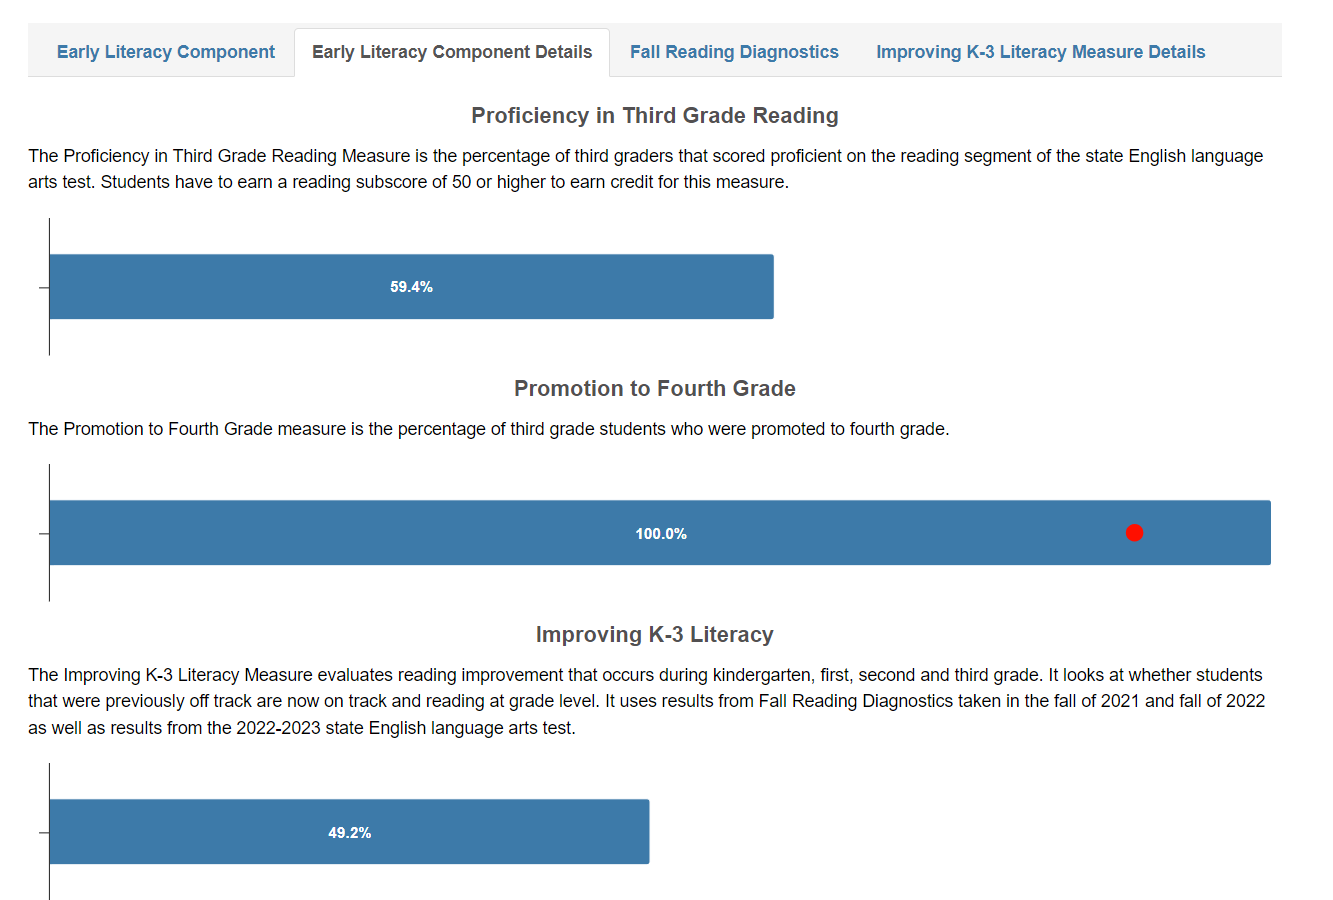 Early Literacy Component
Early Literacy Component Details
Fall Reading Diagnostics
Improving K-3 Literacy Measure Details
Proficiency in Third Grade Reading
The Proficiency in Third Grade Reading Measure is the percentage of third graders that scored proficient on the reading segment of the state English language
arts test. Students have to earn a reading subscore of 50 or higher to earn credit for this measure.
59.4%
Promotion to Fourth Grade
The Promotion to Fourth Grade measure is the percentage of third grade students who were promoted to fourth grade.
100.0%
Improving K-3 Literacy
The Improving K-3 Literacy Measure evaluates reading improvement that occurs during kindergarten, first, second and third grade. It looks at whether students
that were previously off track are now on track and reading at grade level. It uses results from Fall Reading Diagnostics taken in the fall of 2021 and fall of 2022
as well as results from the 2022-2023 state English language arts test.
49.2%